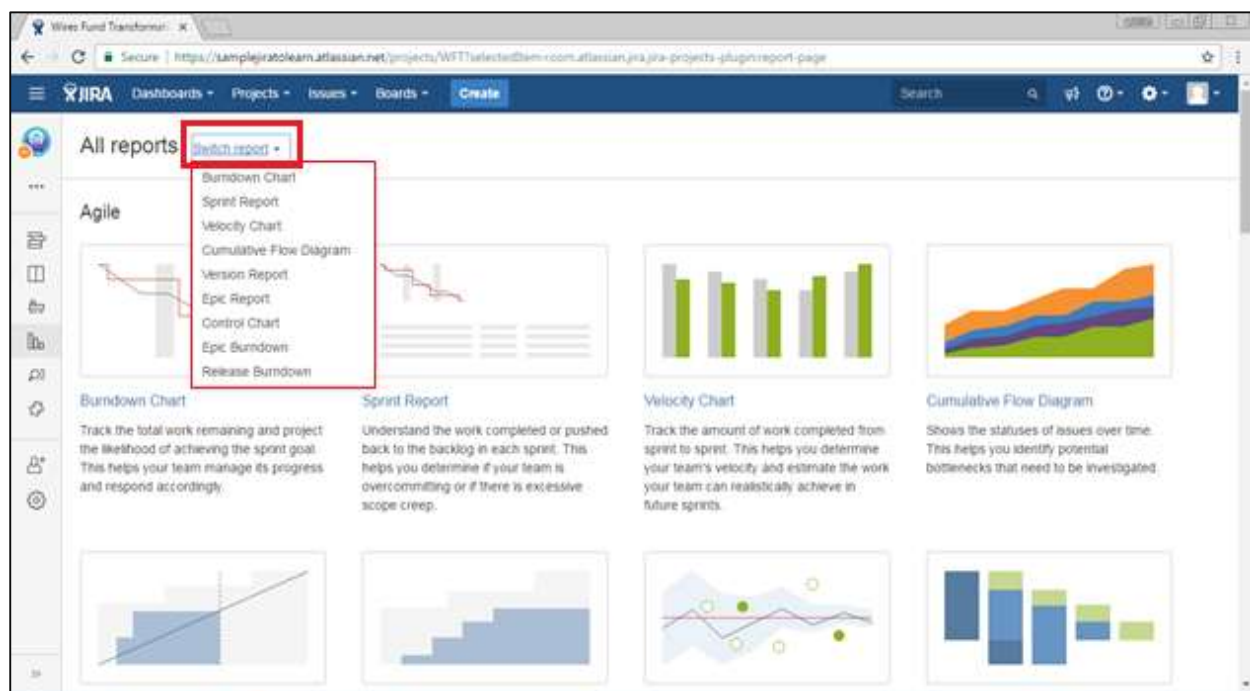 Wires Fund Transformar
Secure | https://samplejiratolearn.atlassian.net/projects/WFT?selectedItem=com.atlassian.jira.jira-projects-plugin:report-page
JIRA Dashboards Projects Issues Boards Create Search
All reports Switch report
Burndown Chart
Sprint Report
Velocity Chart
Cumulative Flow Diagram
Version Report
Epic Report
Control Chart
Epic Burndown
Release Burndown
Agile
Burndown Chart
Track the total work remaining and project
the likelihood of achieving the sprint goal.
This helps your team manage its progress
and respond accordingly.
Sprint Report
Understand the work completed or pushed
back to the backlog in each sprint. This
helps you determine if your team is
overcommitting or if there is excessive
scope creep.
Velocity Chart
Track the amount of work completed from
sprint to sprint. This helps you determine
your team's velocity and estimate the work
your team can realistically achieve in
future sprints.
Cumulative Flow Diagram
Shows the statuses of issues over time.
This helps you identify potential
bottlenecks that need to be investigated.